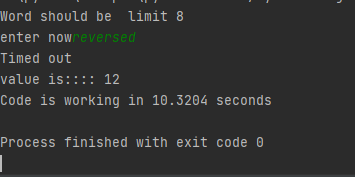 Word should be  limit 8
enter nowreversed
Timed out
value is:::: 12
Code is working in 10.3204 seconds
Process finished with exit code 0